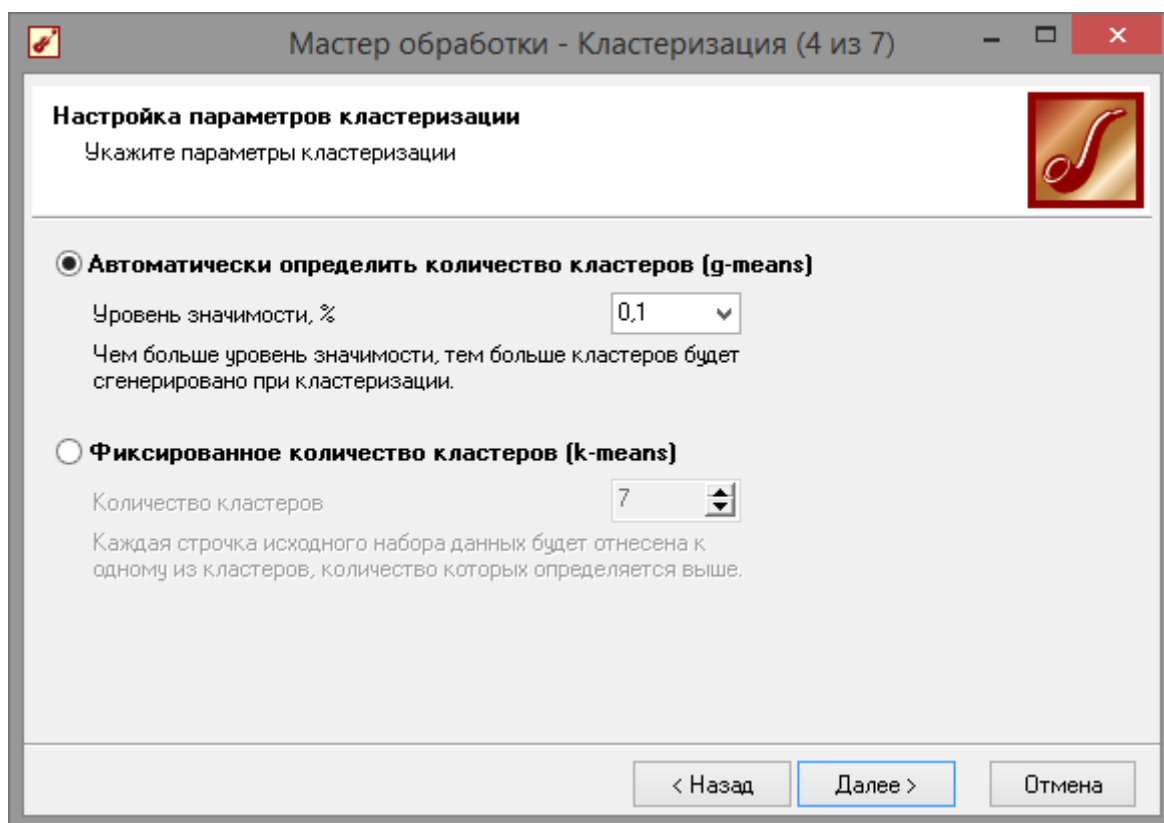 Мастер обработки - Кластеризация (4 из 7)
Настройка параметров кластеризации
Укажите параметры кластеризации
Автоматически определить количество кластеров (g-means)
Уровень значимости, % 0,1
Чем больше уровень значимости, тем больше кластеров будет
сгенерировано при кластеризации.
Фиксированное количество кластеров (k-means)
Количество кластеров 7
Каждая строчка исходного набора данных будет отнесена к
одному из кластеров, количество которых определяется выше.
< Назад Далее > Отмена